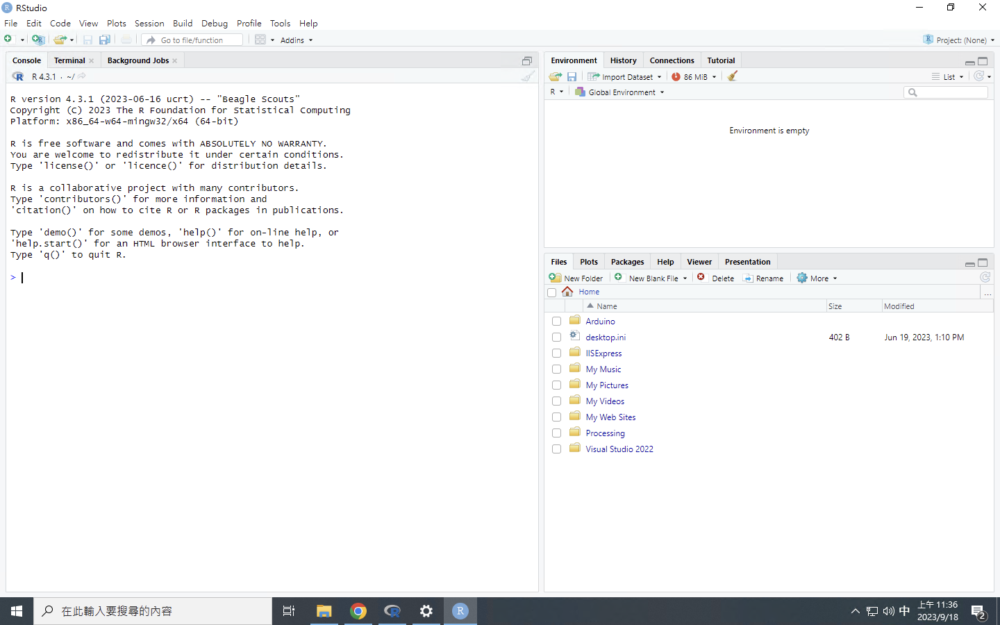 RStudio
File Edit Code View Plots Session Build Debug Profile Tools Help
Go to file/function Addins Project: (None)
Console Terminal Background Jobs
R 4.3.1 · ~/
R version 4.3.1 (2023-06-16 ucrt) -- "Beagle Scouts"
Copyright (C) 2023 The R Foundation for Statistical Computing
Platform: x86_64-w64-mingw32/x64 (64-bit)
R is free software and comes with ABSOLUTELY NO WARRANTY.
You are welcome to redistribute it under certain conditions.
Type 'license()' or 'licence()' for distribution details.
R is a collaborative project with many contributors.
Type 'contributors()' for more information and
'citation()' on how to cite R or R packages in publications.
Type 'demo()' for some demos, 'help()' for on-line help, or
'help.start()' for an HTML browser interface to help.
Type 'q()' to quit R.
>
Environment History Connections Tutorial
Import Dataset 86 MiB List
R Global Environment
Environment is empty
Files Plots Packages Help Viewer Presentation
New Folder New Blank File Delete Rename More
Home ...
Name Size Modified
Arduino
desktop.ini 402 B Jun 19, 2023, 1:10 PM
IISExpress
My Music
My Pictures
My Videos
My Web Sites
Processing
Visual Studio 2022
在此輸入要搜尋的內容
中 上午 11:36
2023/9/18
2